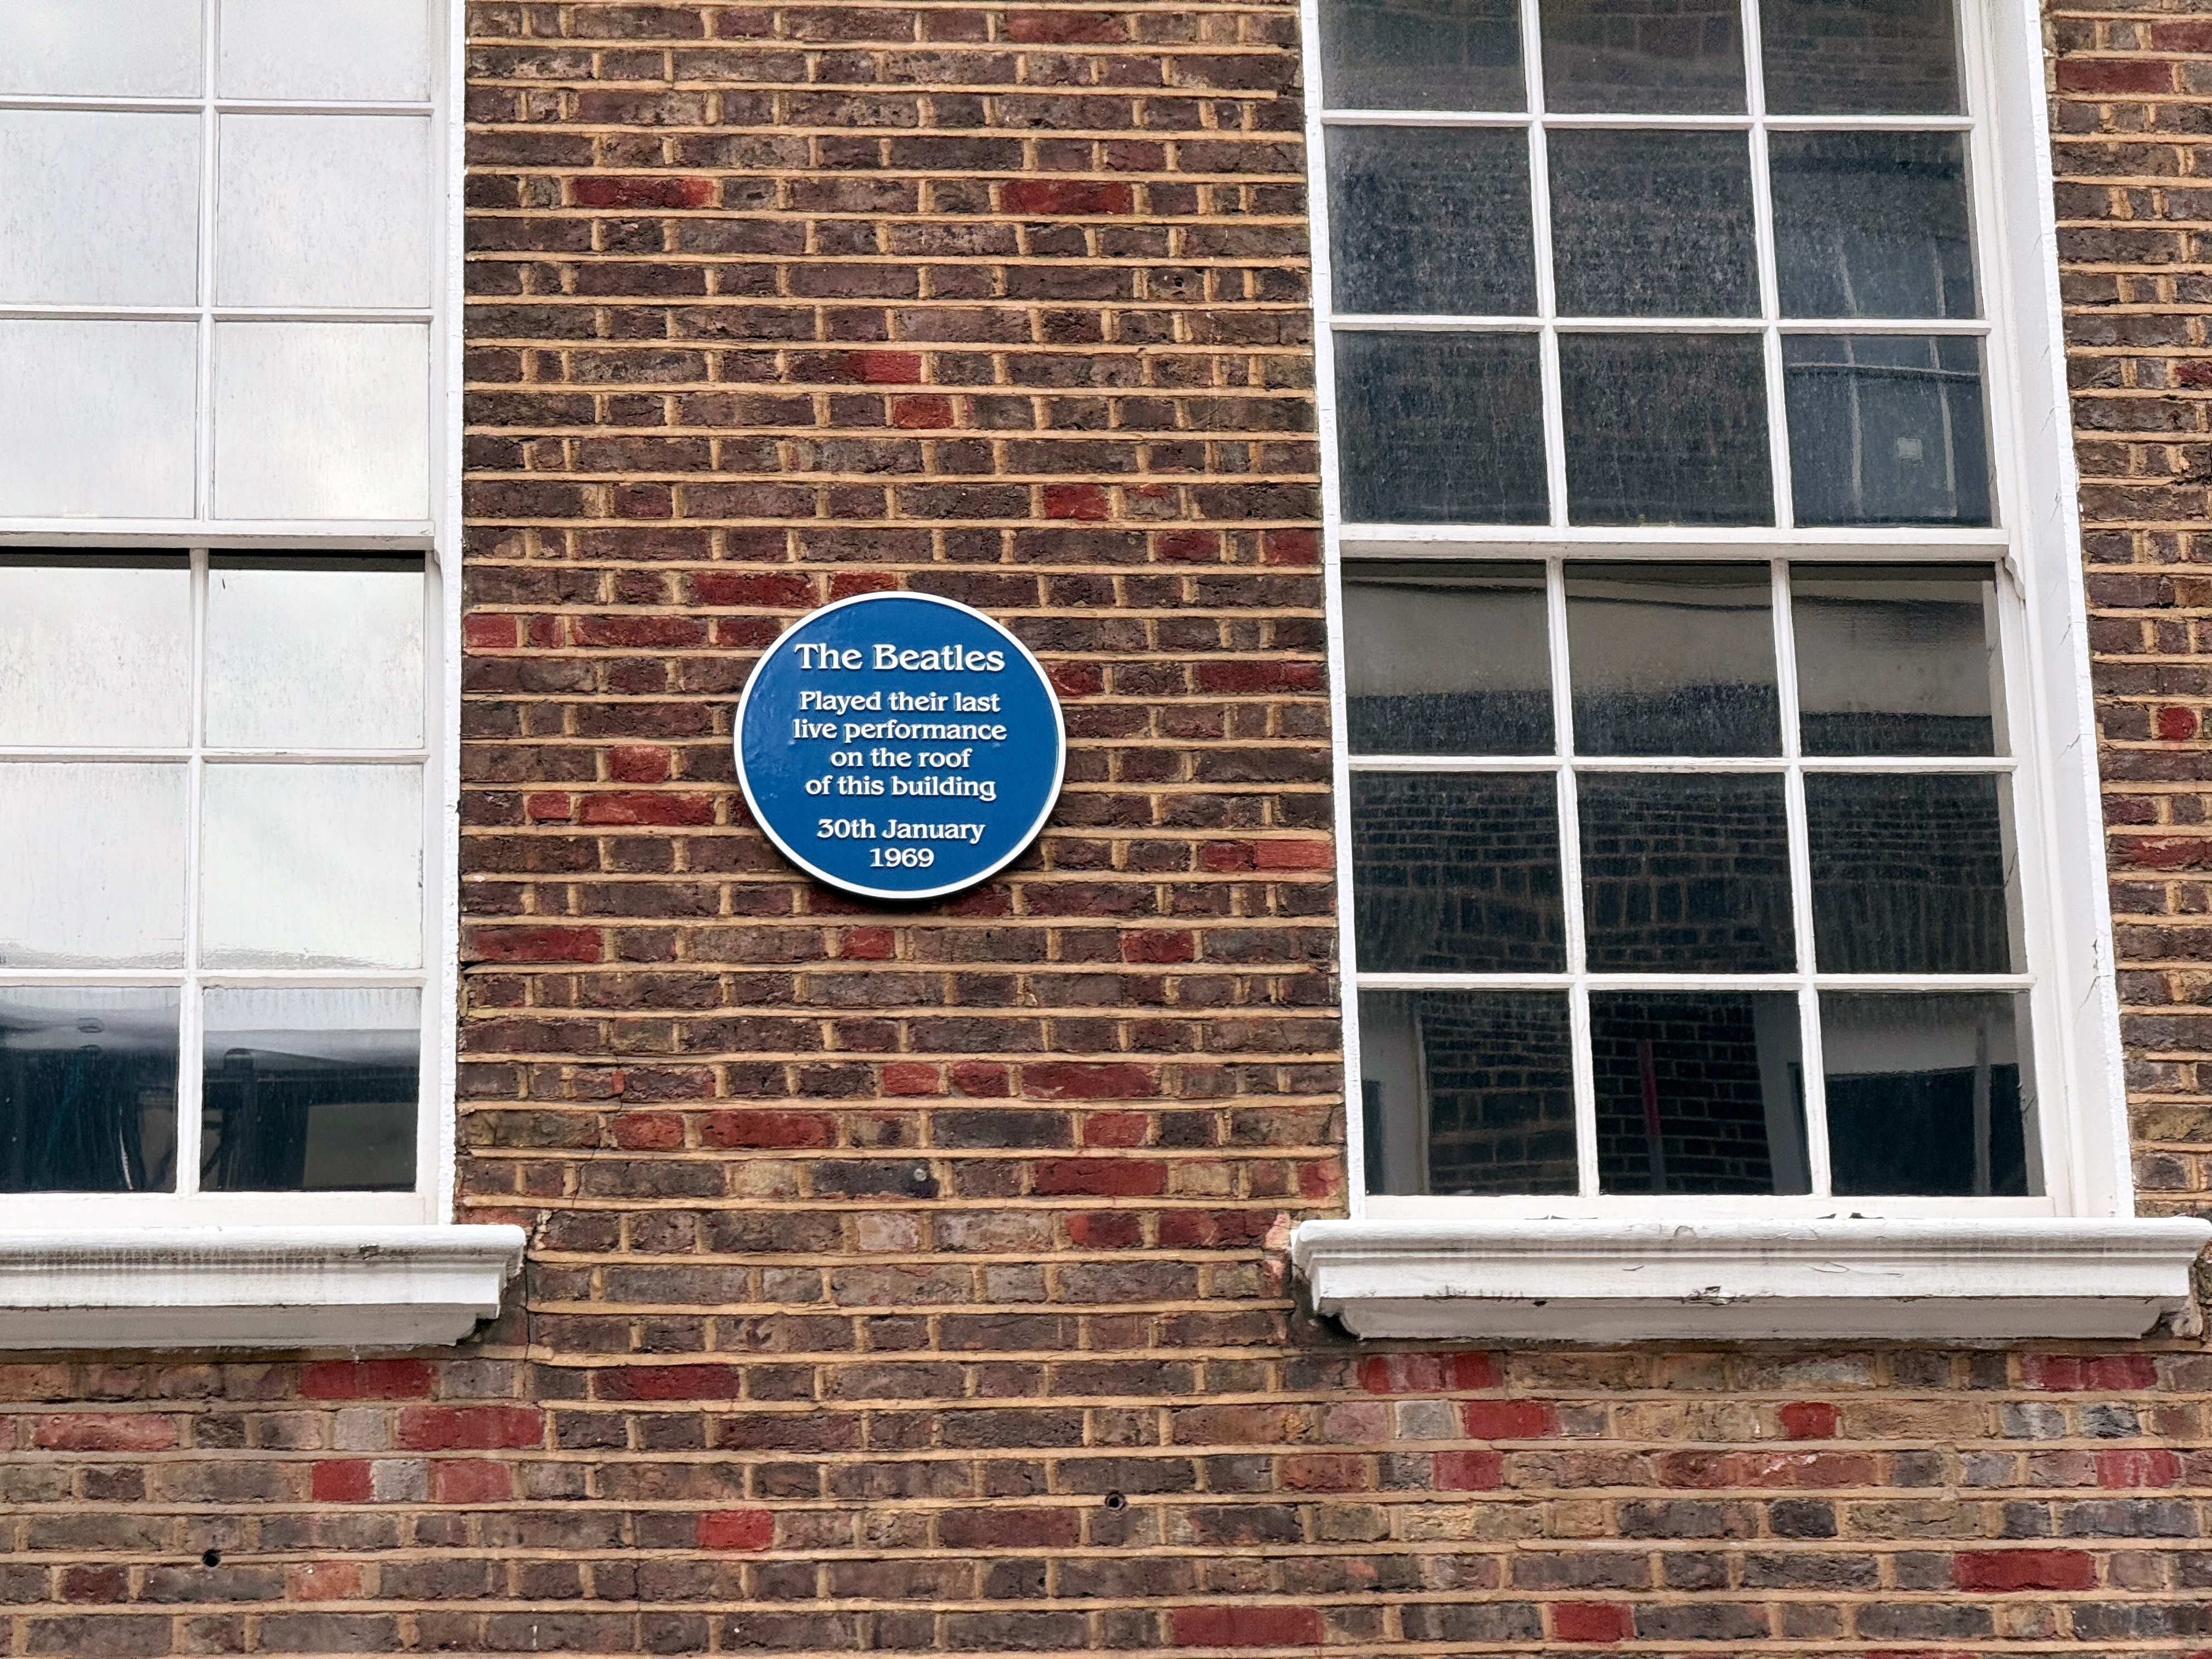 The Beatles
Played their last
live performance
on the roof
of this building
30th January
1969